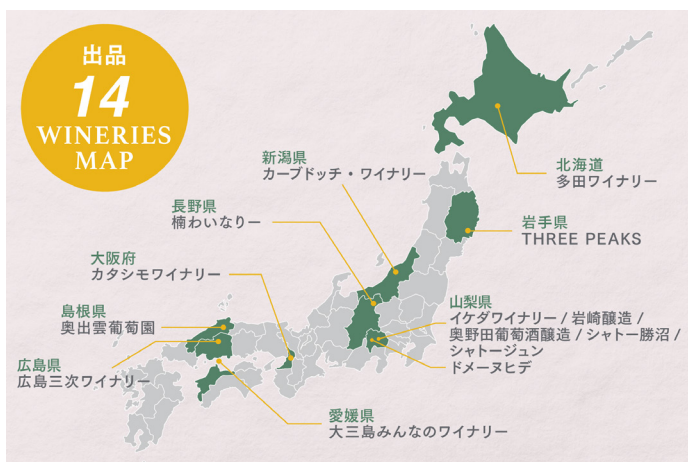 出品
14
WINERIES
MAP
北海道
多田ワイナリー
新潟県
カーブドッチ・ワイナリー
長野県
楠わいなりー
岩手県
THREE PEAKS
大阪府
カタシモワイナリー
島根県
奥出雲葡萄園
山梨県
イケダワイナリー / 岩崎醸造 /
奥野田葡萄酒醸造 / シャトー勝沼 /
シャトージュン
ドメーヌヒデ
広島県
広島三次ワイナリー
愛媛県
大三島みんなのワイナリー